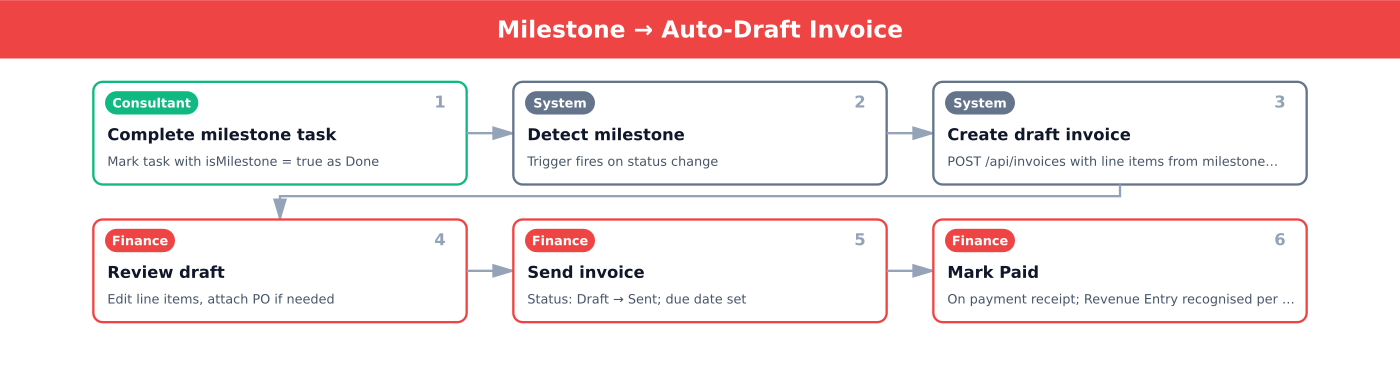 Milestone → Auto-Draft Invoice
Consultant 1
Complete milestone task
Mark task with isMilestone = true as Done
System 2
Detect milestone
Trigger fires on status change
System 3
Create draft invoice
POST /api/invoices with line items from milestone…
Finance 4
Review draft
Edit line items, attach PO if needed
Finance 5
Send invoice
Status: Draft → Sent; due date set
Finance 6
Mark Paid
On payment receipt; Revenue Entry recognised per …